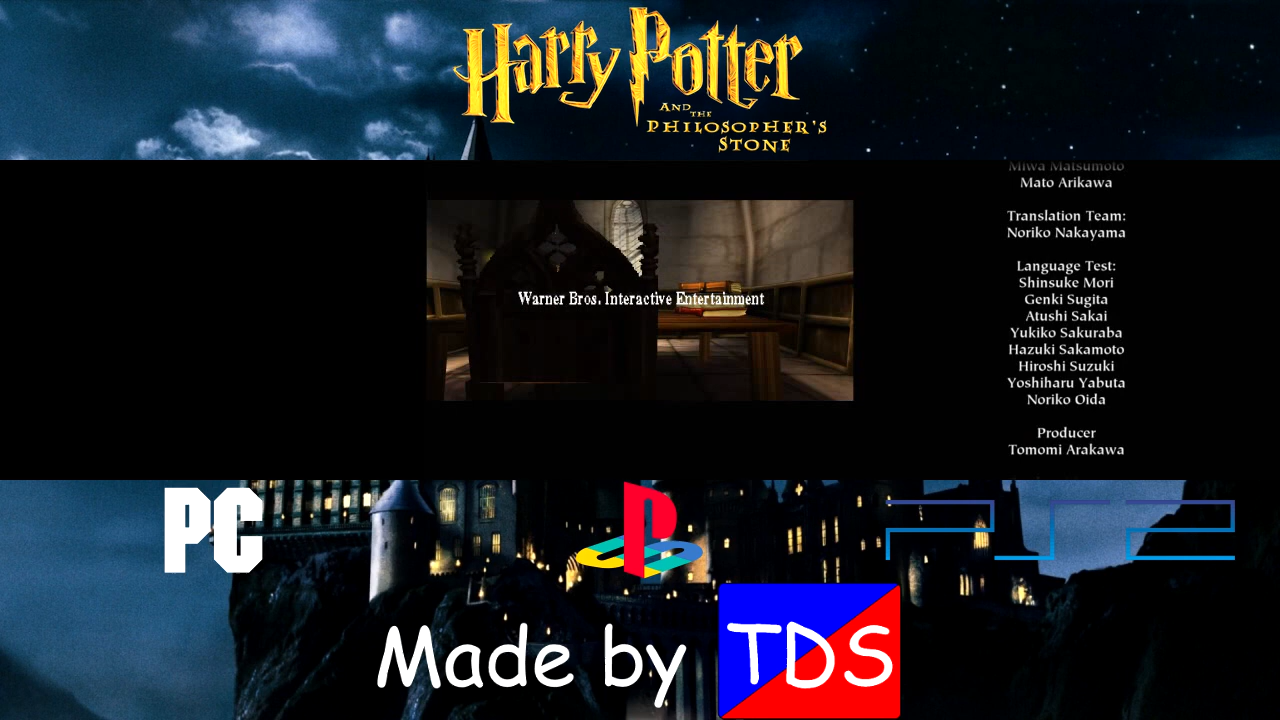 Harry Potter
AND THE
PHILOSOPHER'S
STONE
Warner Bros. Interactive Entertainment
Miwa Matsumoto
Mato Arikawa
Translation Team:
Noriko Nakayama
Language Test:
Shinsuke Mori
Genki Sugita
Atushi Sakai
Yukiko Sakuraba
Hazuki Sakamoto
Hiroshi Suzuki
Yoshiharu Yabuta
Noriko Oida
Producer
Tomomi Arakawa
PC
PS2
Made by TDS